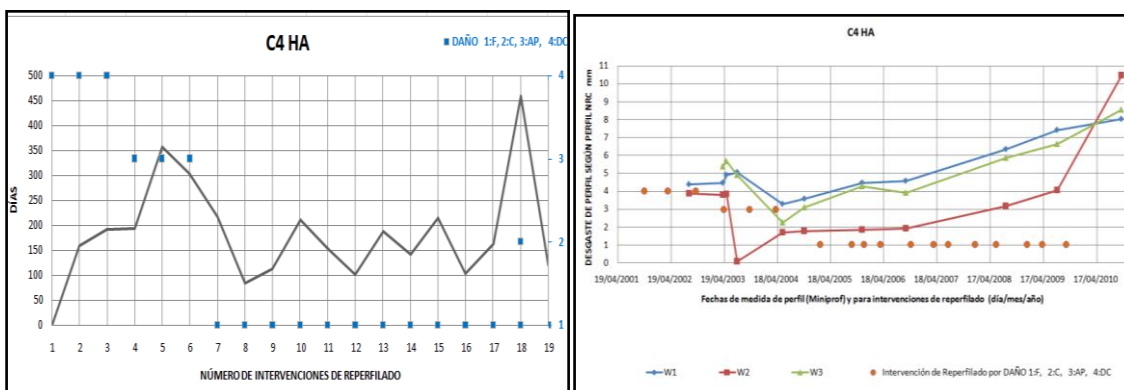 C4 HA
DAÑO 1:F, 2:C, 3:AP, 4:DC
DÍAS
500
450
400
350
300
250
200
150
100
50
0
4
3
2
1
1 2 3 4 5 6 7 8 9 10 11 12 13 14 15 16 17 18 19
NÚMERO DE INTERVENCIONES DE REPERFILADO
C4 HA
DESGASTE DE PERFIL SEGÚN PERFIL NRC mm
11
10
9
8
7
6
5
4
3
2
1
0
19/04/2001 19/04/2002 19/04/2003 18/04/2004 18/04/2005 18/04/2006 18/04/2007 17/04/2008 17/04/2009 17/04/2010
Fechas de medida de perfil (Miniprof) y para intervenciones de reperfilado (día/mes/año)
W1 W2 W3 Intervención de Reperfilado por DAÑO 1:F, 2:C, 3:AP, 4:DC